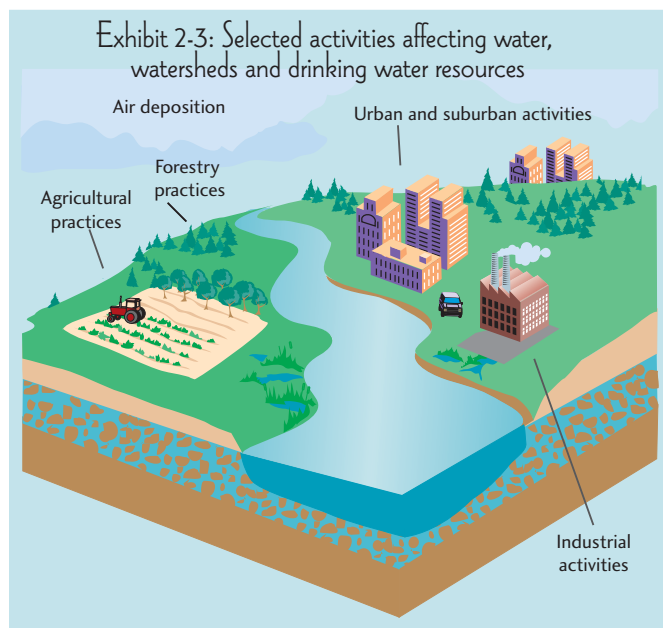 Exhibit 2-3: Selected activities affecting water,
watersheds and drinking water resources
Air deposition
Urban and suburban activities
Forestry
practices
Agricultural
practices
Industrial
activities